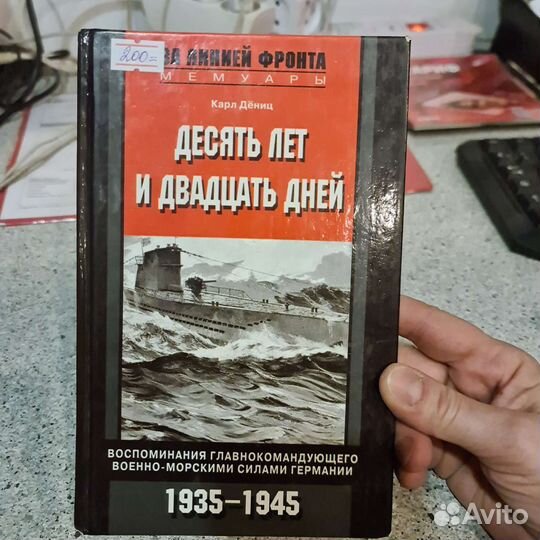 200=
ЗА ЛИНИЕЙ ФРОНТА
МЕМУАРЫ
Карл Дёниц
ДЕСЯТЬ ЛЕТ
И ДВАДЦАТЬ ДНЕЙ
ВОСПОМИНАНИЯ ГЛАВНОКОМАНДУЮЩЕГО
ВОЕННО-МОРСКИМИ СИЛАМИ ГЕРМАНИИ
1935–1945
Avito